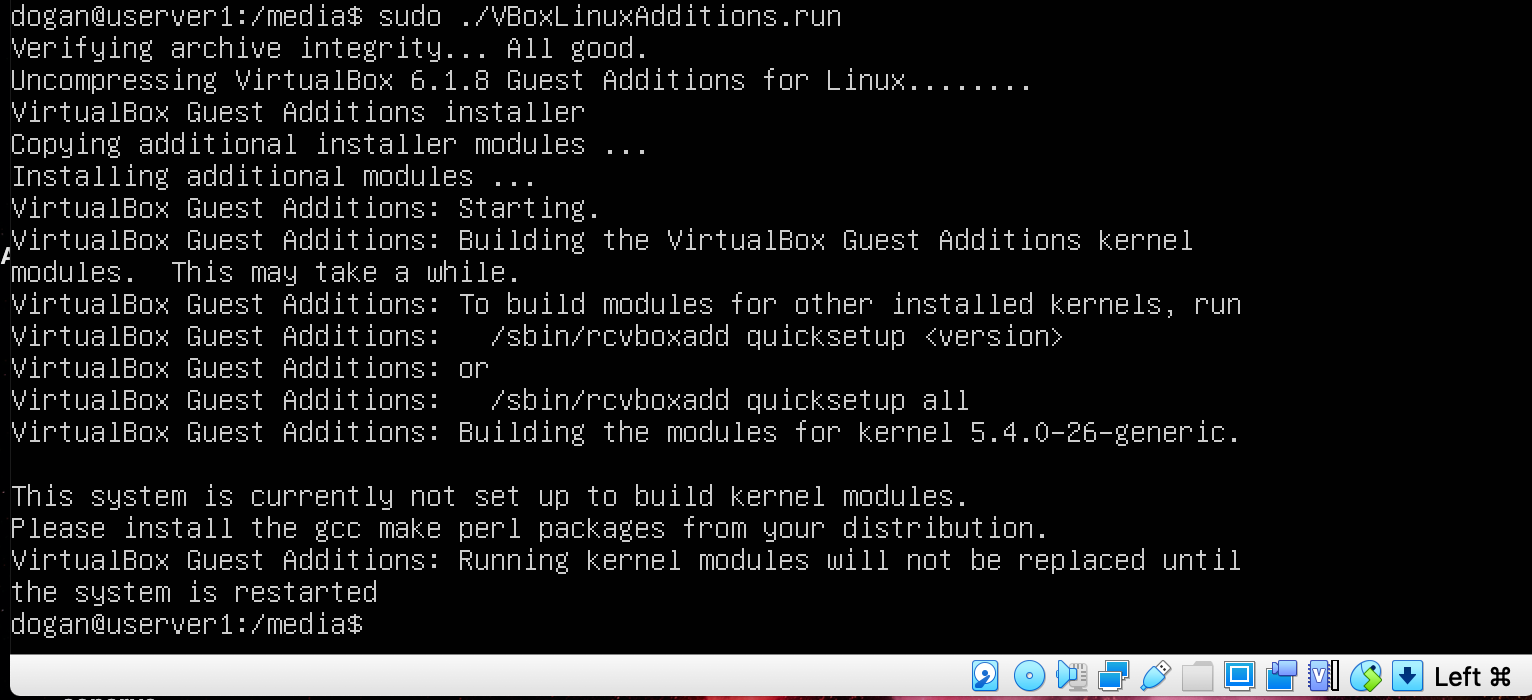 dogan@userver1:/media$ sudo ./VBoxLinuxAdditions.run
Verifying archive integrity... All good.
Uncompressing VirtualBox 6.1.8 Guest Additions for Linux........
VirtualBox Guest Additions installer
Copying additional installer modules ...
Installing additional modules ...
VirtualBox Guest Additions: Starting.
VirtualBox Guest Additions: Building the VirtualBox Guest Additions kernel
modules.  This may take a while.
VirtualBox Guest Additions: To build modules for other installed kernels, run
VirtualBox Guest Additions:   /sbin/rcvboxadd quicksetup <version>
VirtualBox Guest Additions: or
VirtualBox Guest Additions:   /sbin/rcvboxadd quicksetup all
VirtualBox Guest Additions: Building the modules for kernel 5.4.0-26-generic.
This system is currently not set up to build kernel modules.
Please install the gcc make perl packages from your distribution.
VirtualBox Guest Additions: Running kernel modules will not be replaced until
the system is restarted
dogan@userver1:/media$
Left ⌘